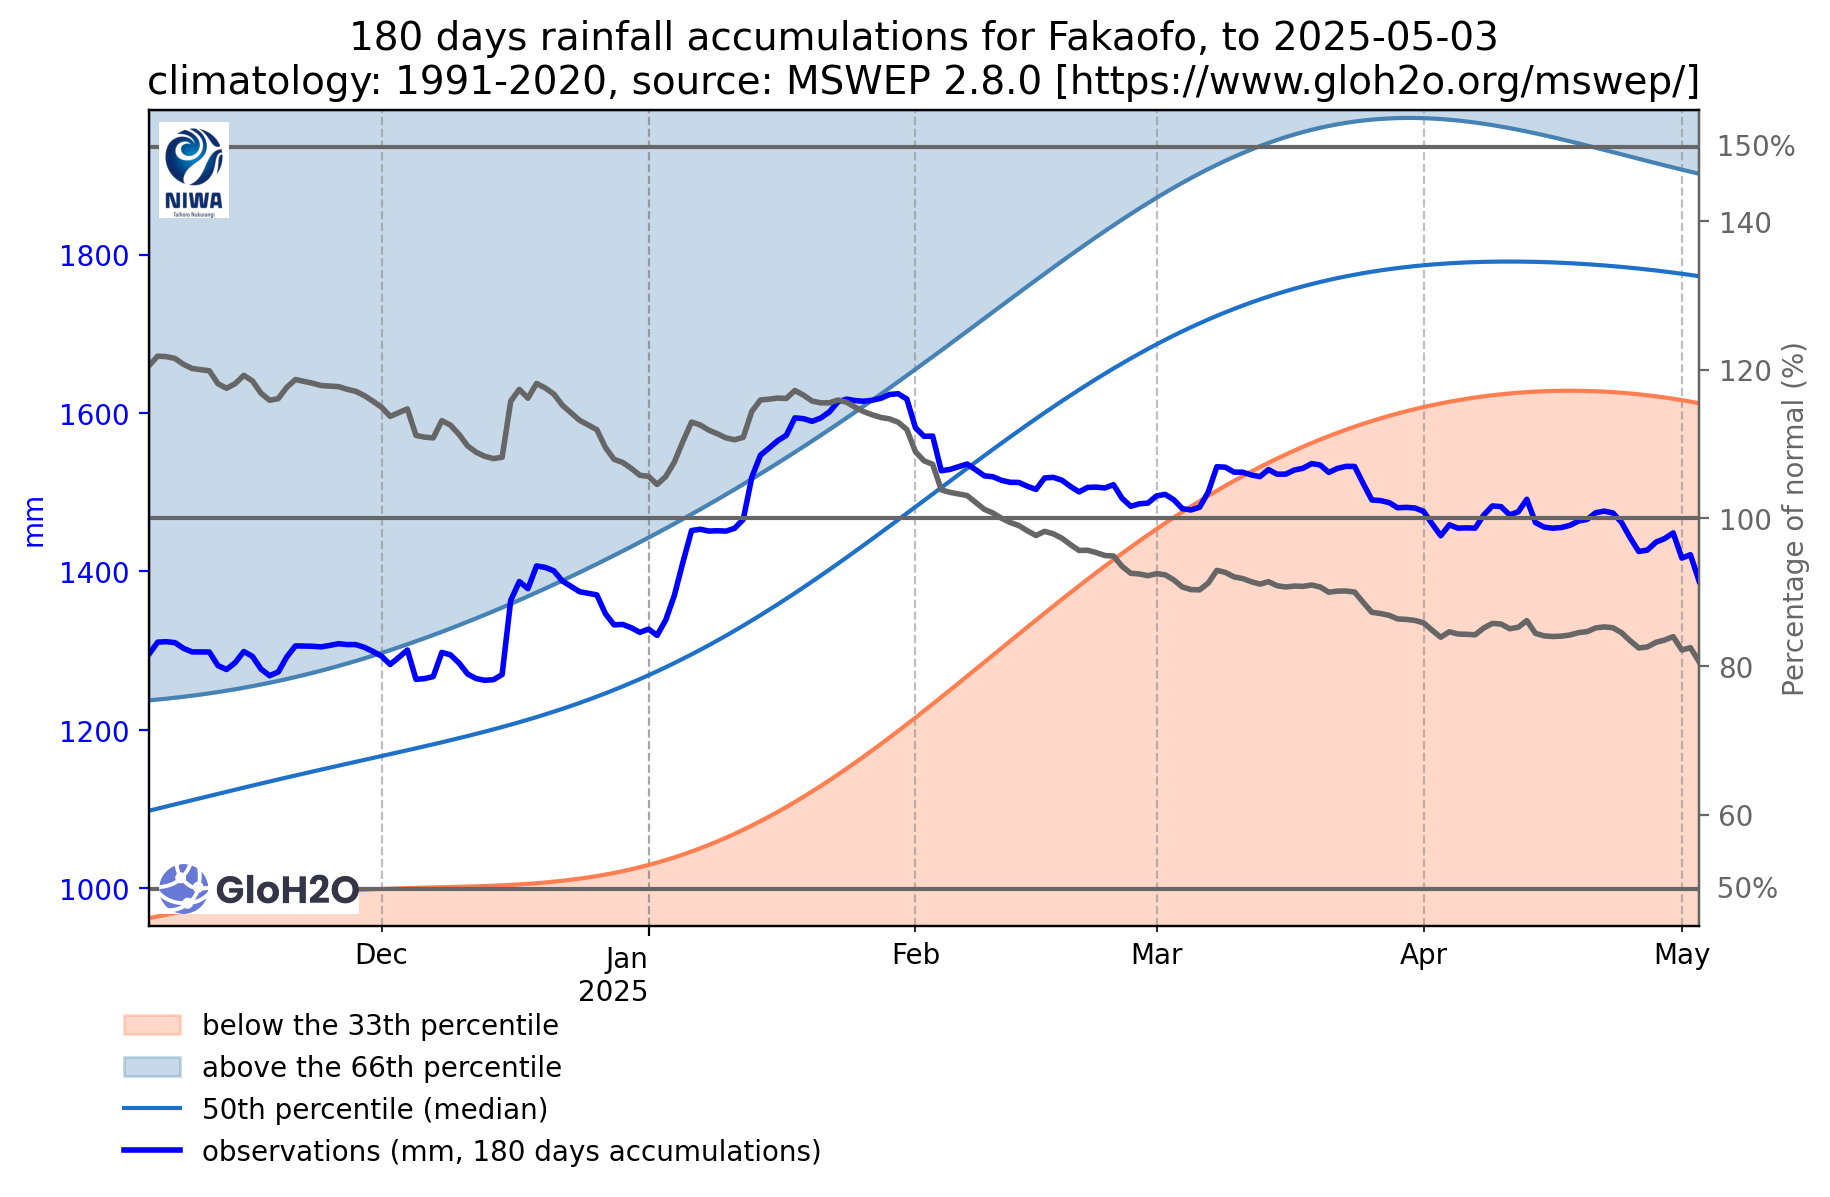 180 days rainfall accumulations for Fakaofo, to 2025-05-03
climatology: 1991-2020, source: MSWEP 2.8.0 [https://www.gloh2o.org/mswep/]
NIWA
Taihoro Nukurangi
150%
140
120
100
80
60
50%
Percentage of normal (%)
1800
1600
1400
1200
1000
mm
GloH2O
Dec
Jan
2025
Feb
Mar
Apr
May
below the 33th percentile
above the 66th percentile
50th percentile (median)
observations (mm, 180 days accumulations)